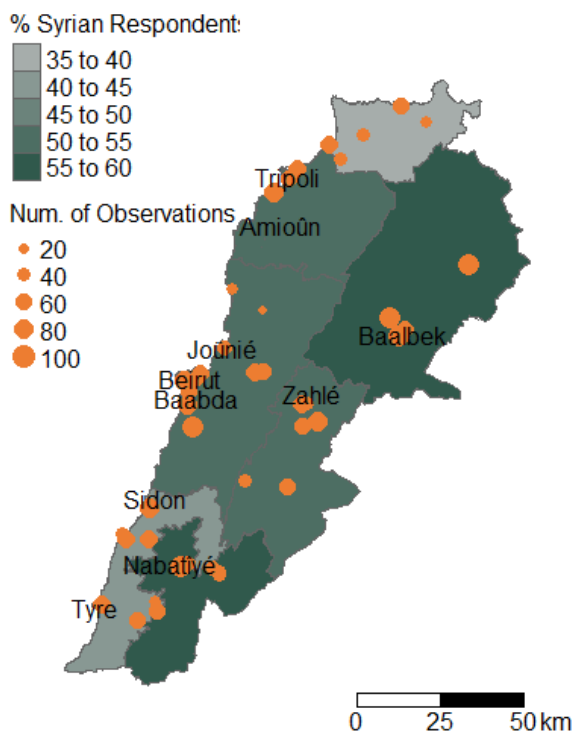 % Syrian Respondents
35 to 40
40 to 45
45 to 50
50 to 55
55 to 60
Num. of Observations
20
40
60
80
100
Tripoli
Amioûn
Baalbek
Joûnié
Beirut
Baabda
Zahlé
Sidon
Nabatîyé
Tyre
0 25 50 km